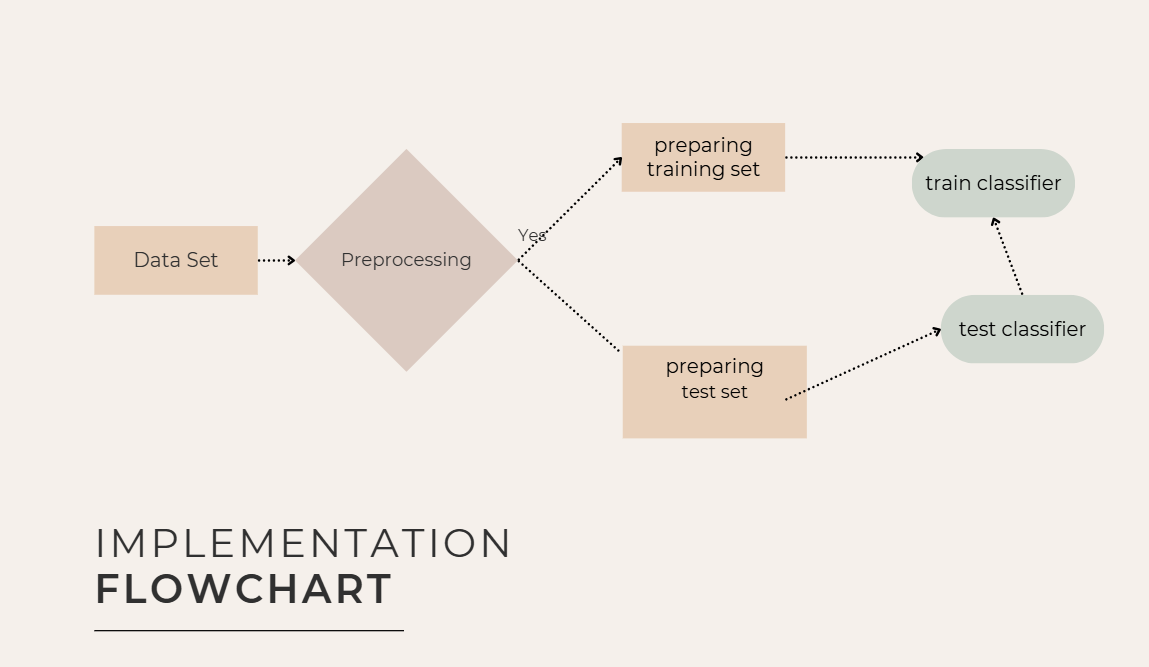 Data Set
Preprocessing
Yes
preparing
training set
train classifier
preparing
test set
test classifier
IMPLEMENTATION
FLOWCHART